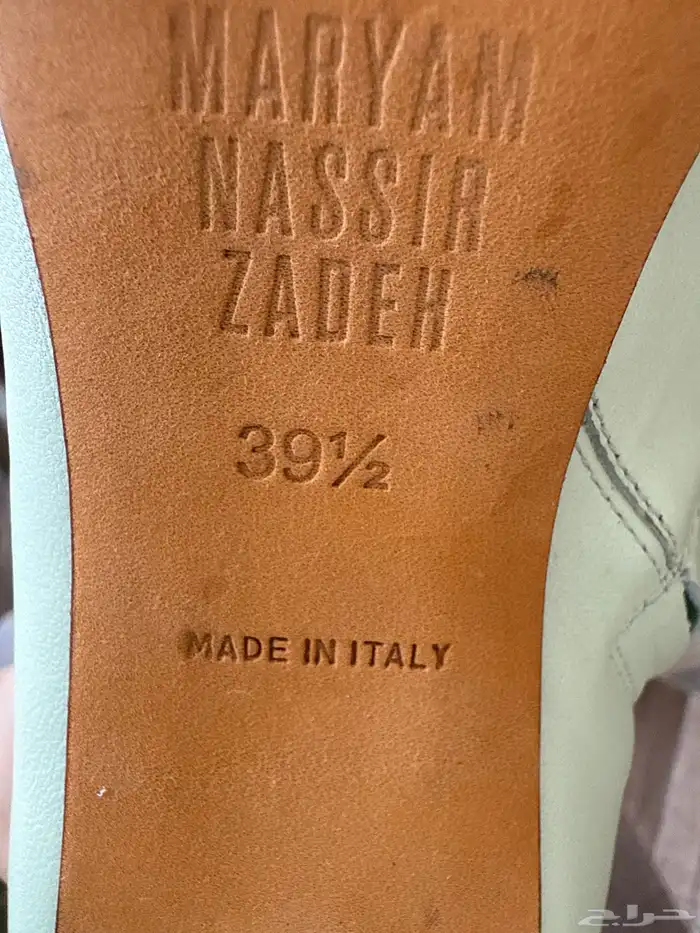 MARYAM
NASSIR
ZADEH
39½
MADE IN ITALY
حراج